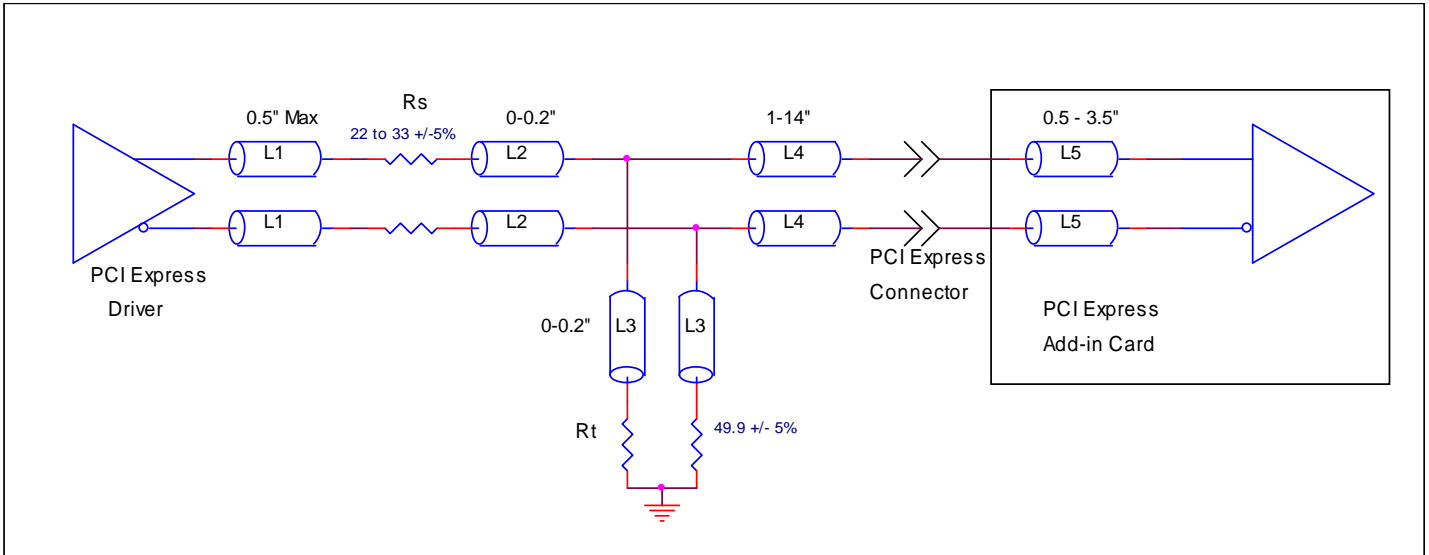 Rs
0.5" Max
22 to 33 +/-5%
0-0.2"
1-14"
0.5 - 3.5"
L1
L2
L4
L5
L1
L2
L4
L5
PCI Express
Driver
PCI Express
Connector
0-0.2"
L3
L3
PCI Express
Add-in Card
Rt
49.9 +/- 5%